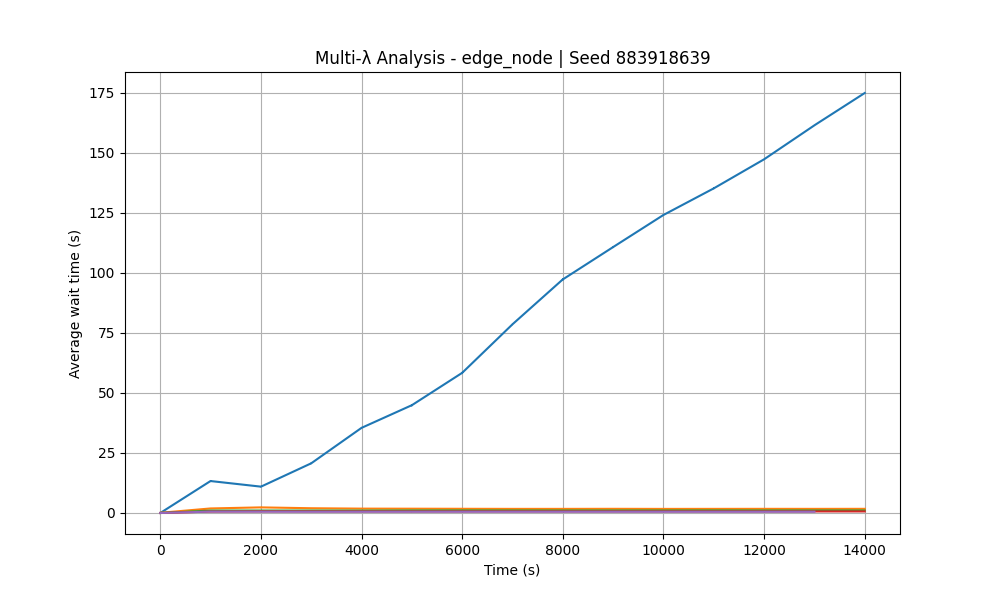 Multi-λ Analysis - edge_node | Seed 883918639
175
150
125
100
75
50
25
0
Average wait time (s)
0 2000 4000 6000 8000 10000 12000 14000
Time (s)